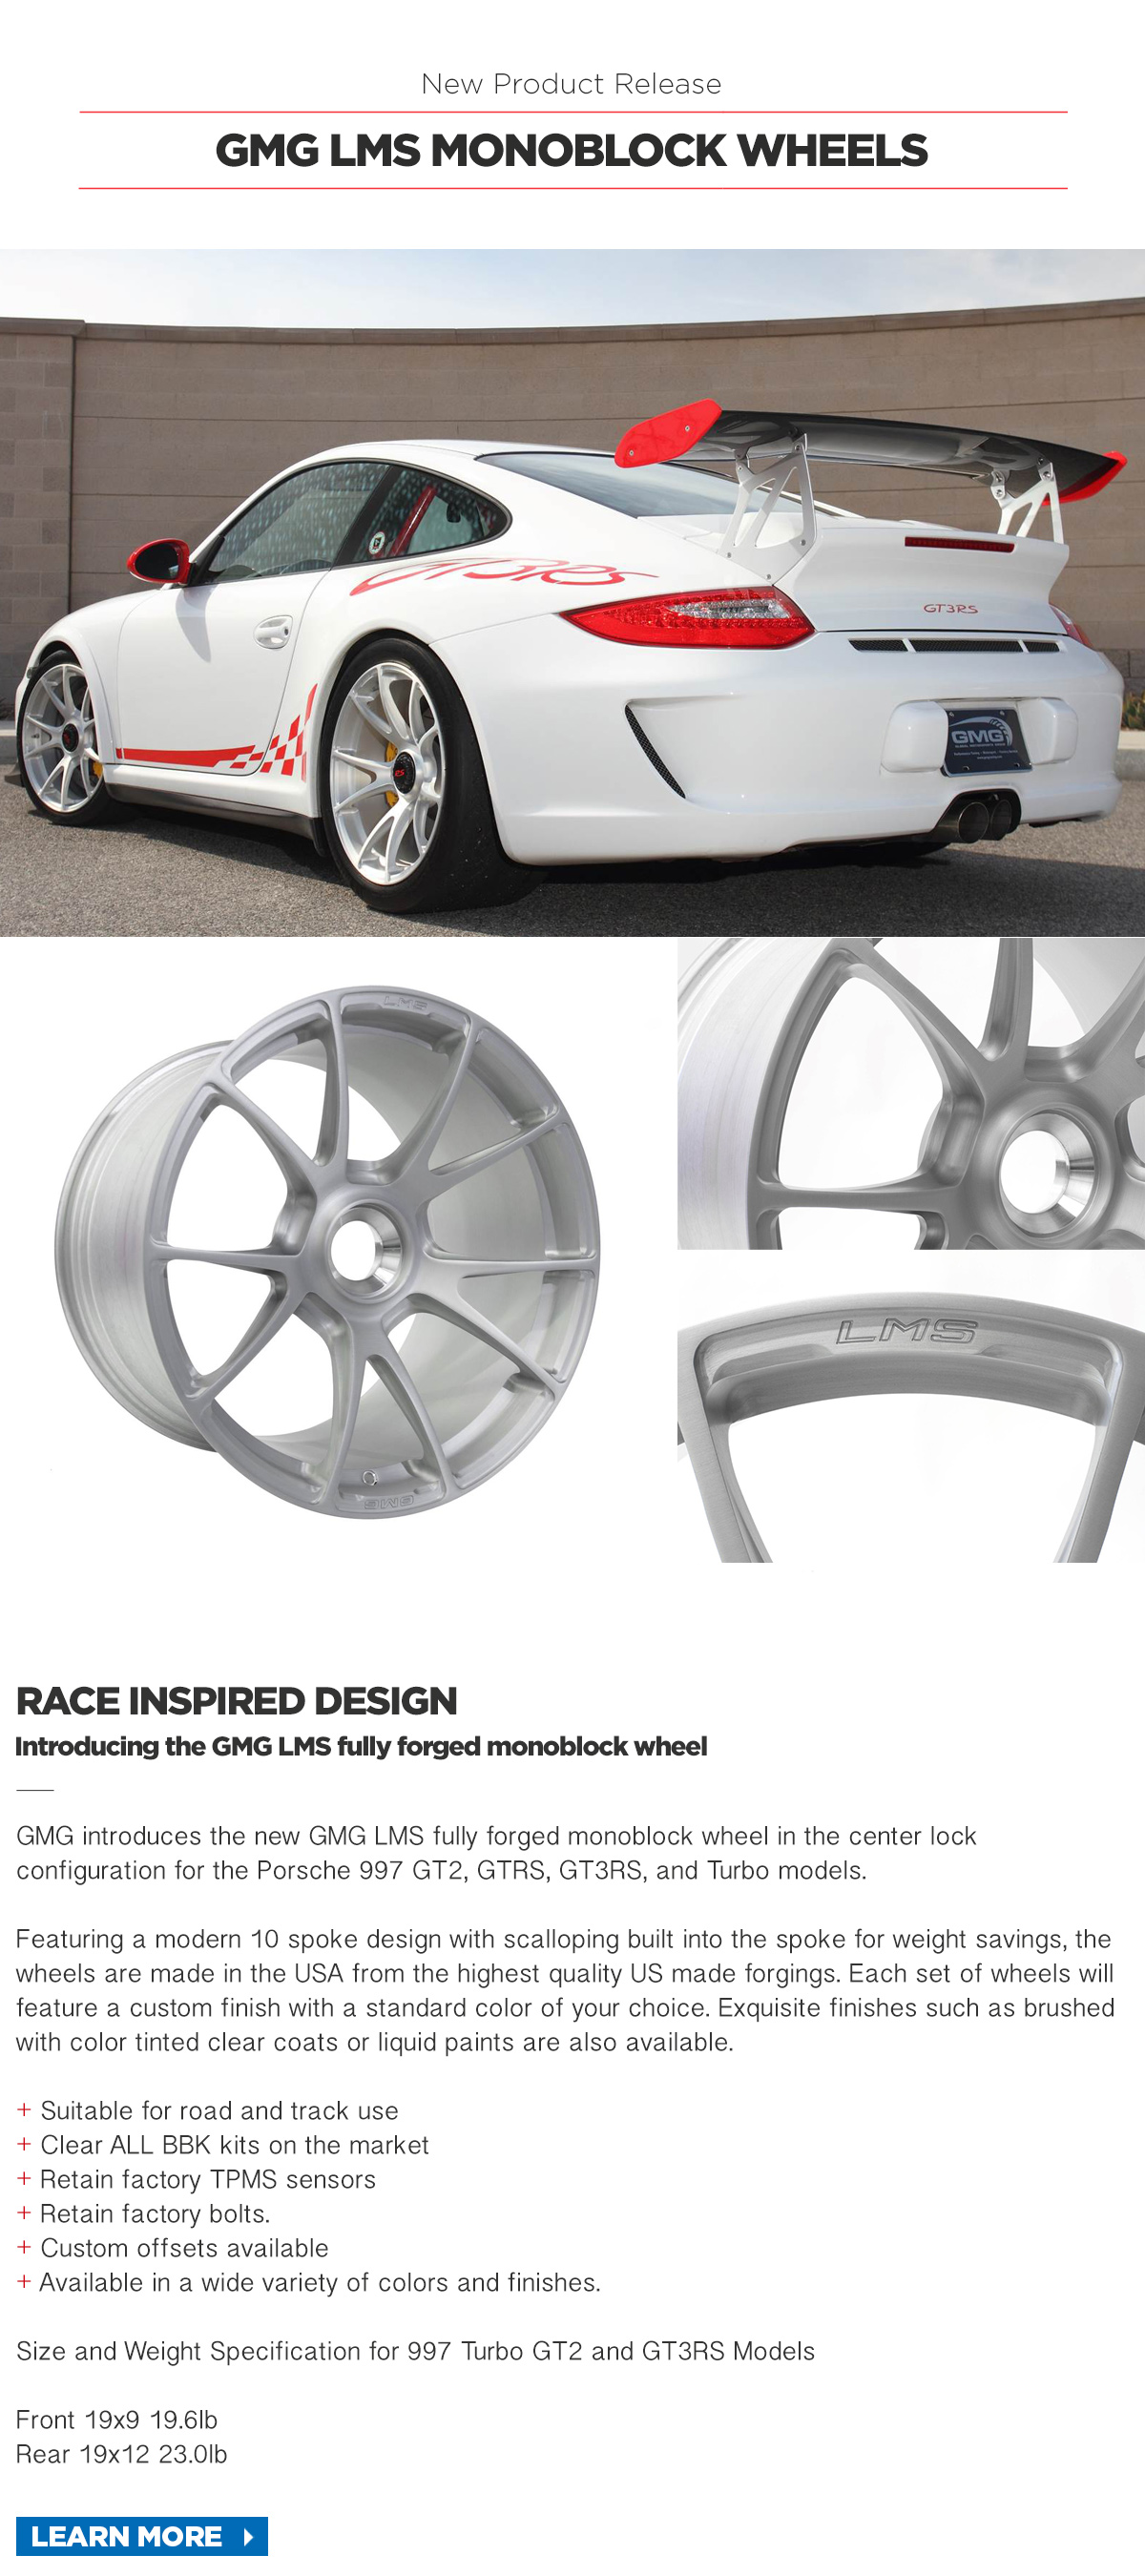 New Product Release
GMG LMS MONOBLOCK WHEELS
GT3RS
GT3RS
GMG
RS
LMS
GMG
LMS
RACE INSPIRED DESIGN
Introducing the GMG LMS fully forged monoblock wheel
GMG introduces the new GMG LMS fully forged monoblock wheel in the center lock
configuration for the Porsche 997 GT2, GTRS, GT3RS, and Turbo models.
Featuring a modern 10 spoke design with scalloping built into the spoke for weight savings, the
wheels are made in the USA from the highest quality US made forgings. Each set of wheels will
feature a custom finish with a standard color of your choice. Exquisite finishes such as brushed
with color tinted clear coats or liquid paints are also available.
+ Suitable for road and track use
+ Clear ALL BBK kits on the market
+ Retain factory TPMS sensors
+ Retain factory bolts.
+ Custom offsets available
+ Available in a wide variety of colors and finishes.
Size and Weight Specification for 997 Turbo GT2 and GT3RS Models
Front 19x9 19.6lb
Rear 19x12 23.0lb
LEARN MORE